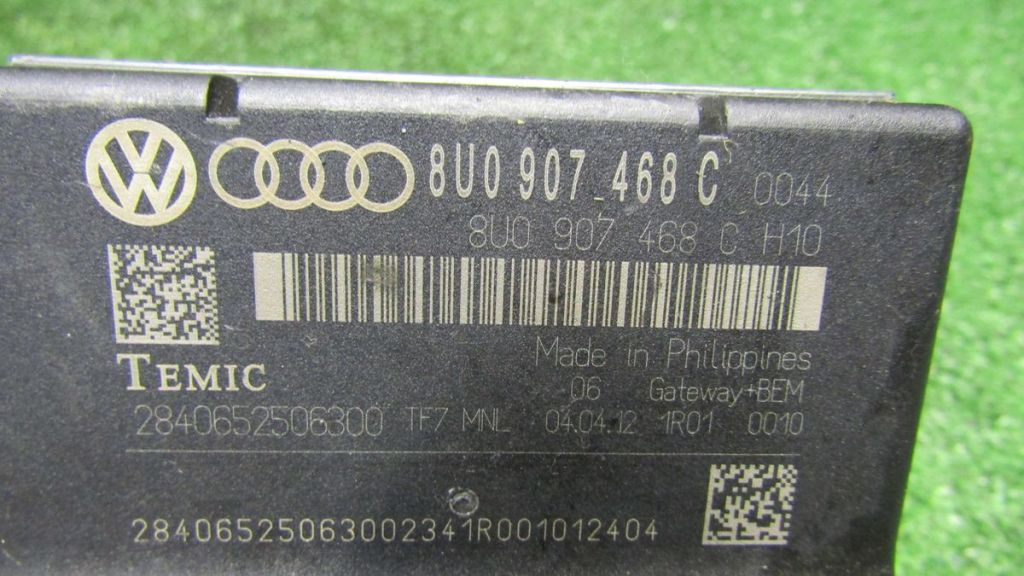 8U0 907 468 C 0044
8U0 907 468 C H10
Made in Philippines
TEMIC 06 Gateway+BEM
2840652506300 TF7 MNL 04.04.12 1R01 0010
28406525063002341R001012404